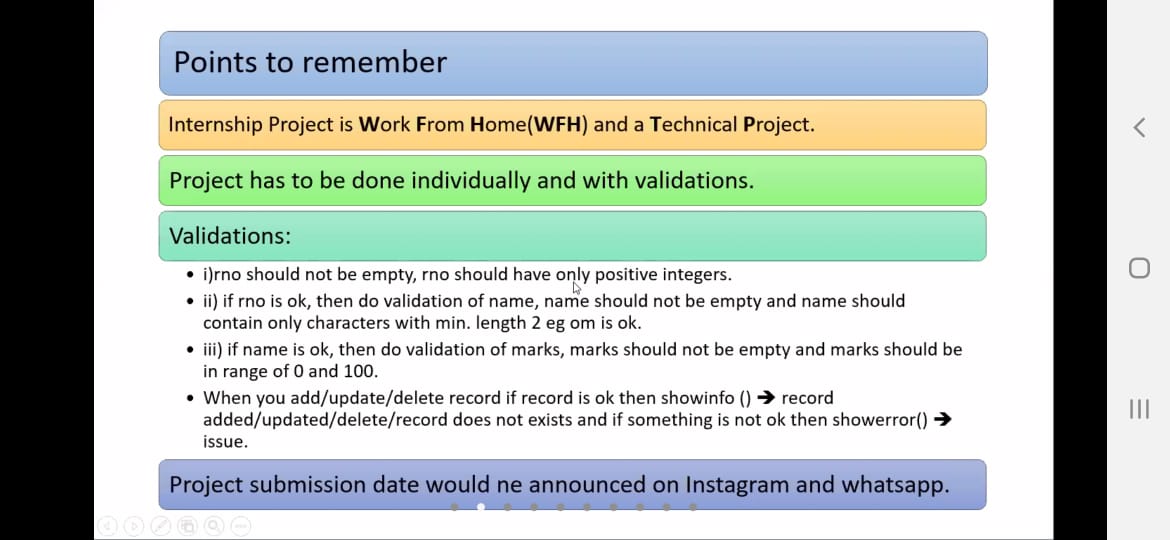 Points to remember
Internship Project is Work From Home(WFH) and a Technical Project.
Project has to be done individually and with validations.
Validations:
• i)rno should not be empty, rno should have only positive integers.
• ii) if rno is ok, then do validation of name, name should not be empty and name should
contain only characters with min. length 2 eg om is ok.
• iii) if name is ok, then do validation of marks, marks should not be empty and marks should be
in range of 0 and 100.
• When you add/update/delete record if record is ok then showinfo () ➔ record
added/updated/delete/record does not exists and if something is not ok then showerror() ➔
issue.
Project submission date would ne announced on Instagram and whatsapp.